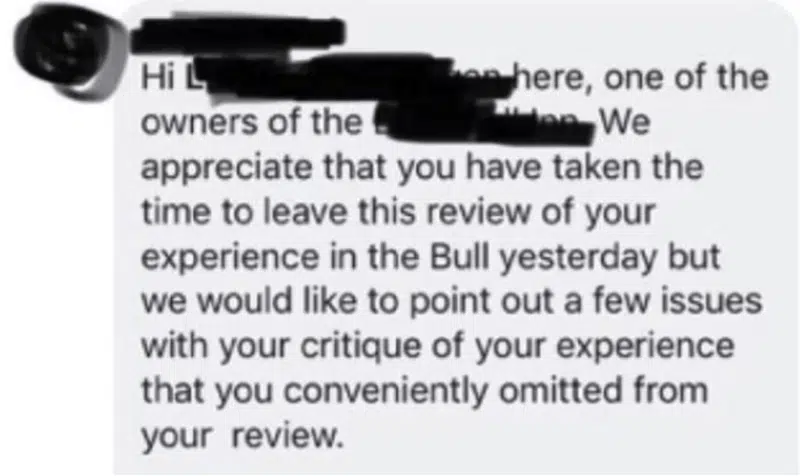 Hi
here, one of the
owners of the
We
appreciate that you have taken the
time to leave this review of your
experience in the Bull yesterday but
we would like to point out a few issues
with your critique of your experience
that you conveniently omitted from
your review.